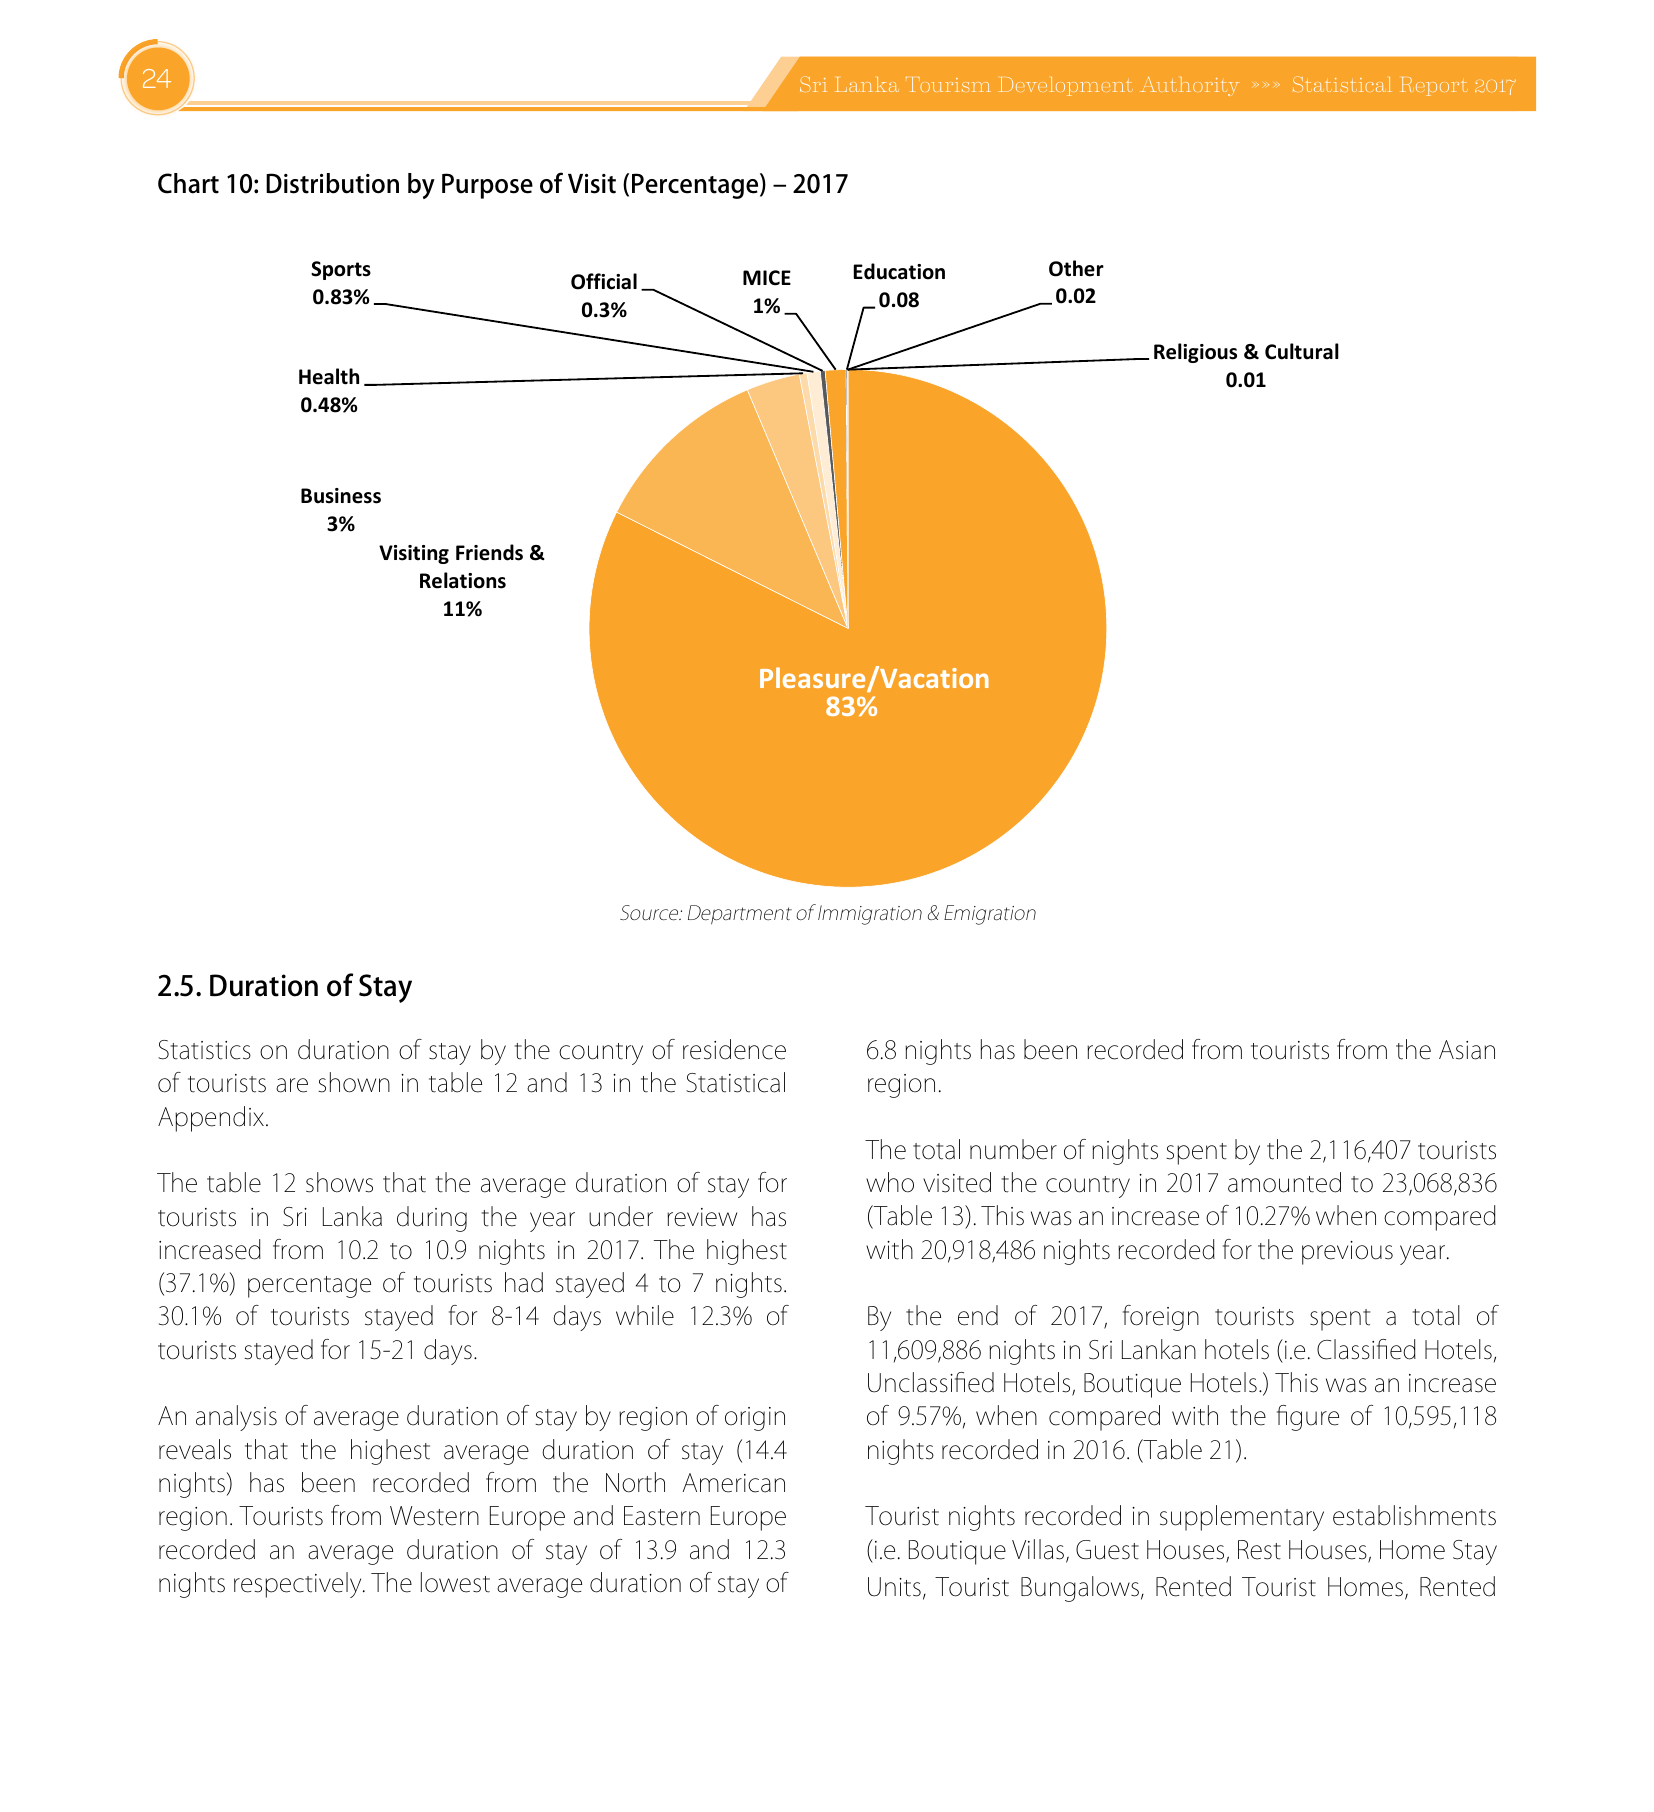 24
Sri Lanka Tourism Development Authority »»» Statistical Report 2017
Chart 10: Distribution by Purpose of Visit (Percentage) – 2017
Sports
0.83%
Official
0.3%
MICE
1%
Education
0.08
Other
0.02
Religious & Cultural
0.01
Health
0.48%
Business
3%
Visiting Friends &
Relations
11%
Pleasure/Vacation
83%
Source: Department of Immigration & Emigration
2.5. Duration of Stay
Statistics on duration of stay by the country of residence
of tourists are shown in table 12 and 13 in the Statistical
Appendix.
The table 12 shows that the average duration of stay for
tourists in Sri Lanka during the year under review has
increased from 10.2 to 10.9 nights in 2017. The highest
(37.1%) percentage of tourists had stayed 4 to 7 nights.
30.1% of tourists stayed for 8-14 days while 12.3% of
tourists stayed for 15-21 days.
An analysis of average duration of stay by region of origin
reveals that the highest average duration of stay (14.4
nights) has been recorded from the North American
region. Tourists from Western Europe and Eastern Europe
recorded an average duration of stay of 13.9 and 12.3
nights respectively. The lowest average duration of stay of
6.8 nights has been recorded from tourists from the Asian
region.
The total number of nights spent by the 2,116,407 tourists
who visited the country in 2017 amounted to 23,068,836
(Table 13). This was an increase of 10.27% when compared
with 20,918,486 nights recorded for the previous year.
By the end of 2017, foreign tourists spent a total of
11,609,886 nights in Sri Lankan hotels (i.e. Classified Hotels,
Unclassified Hotels, Boutique Hotels.) This was an increase
of 9.57%, when compared with the figure of 10,595,118
nights recorded in 2016. (Table 21).
Tourist nights recorded in supplementary establishments
(i.e. Boutique Villas, Guest Houses, Rest Houses, Home Stay
Units, Tourist Bungalows, Rented Tourist Homes, Rented